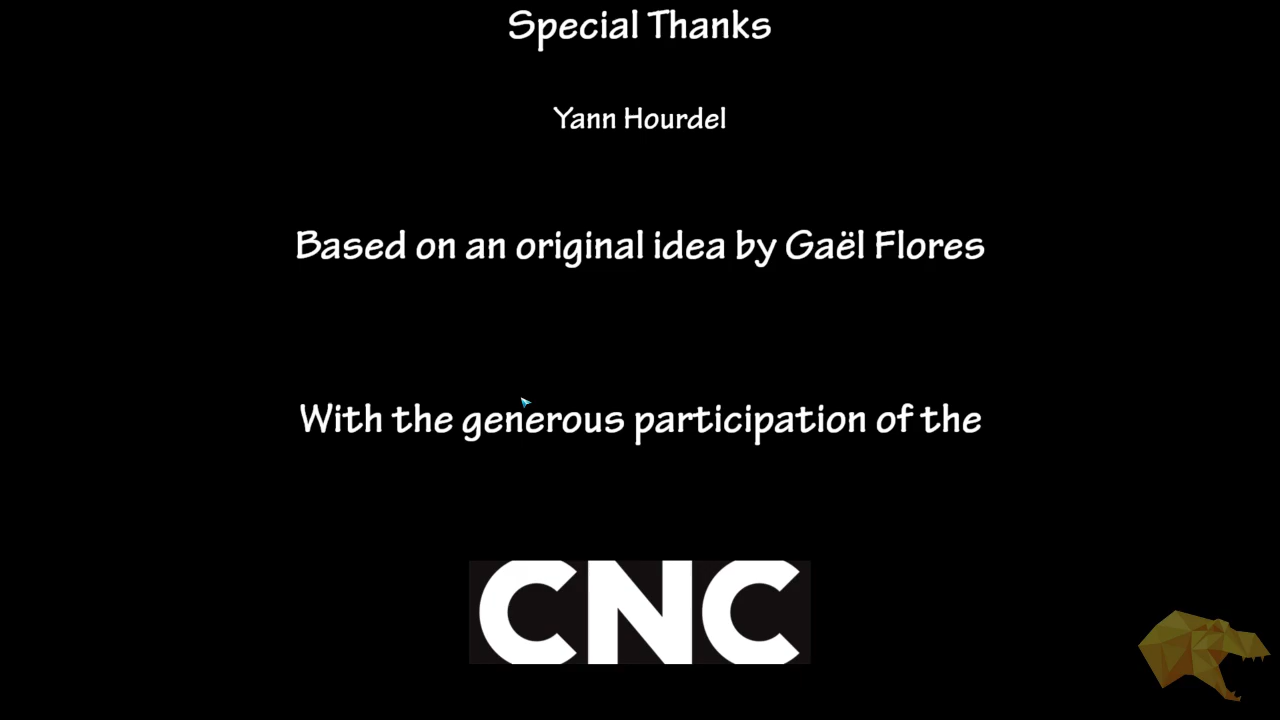 Special Thanks
Yann Hourdel
Based on an original idea by Gaël Flores
With the generous participation of the
CNC